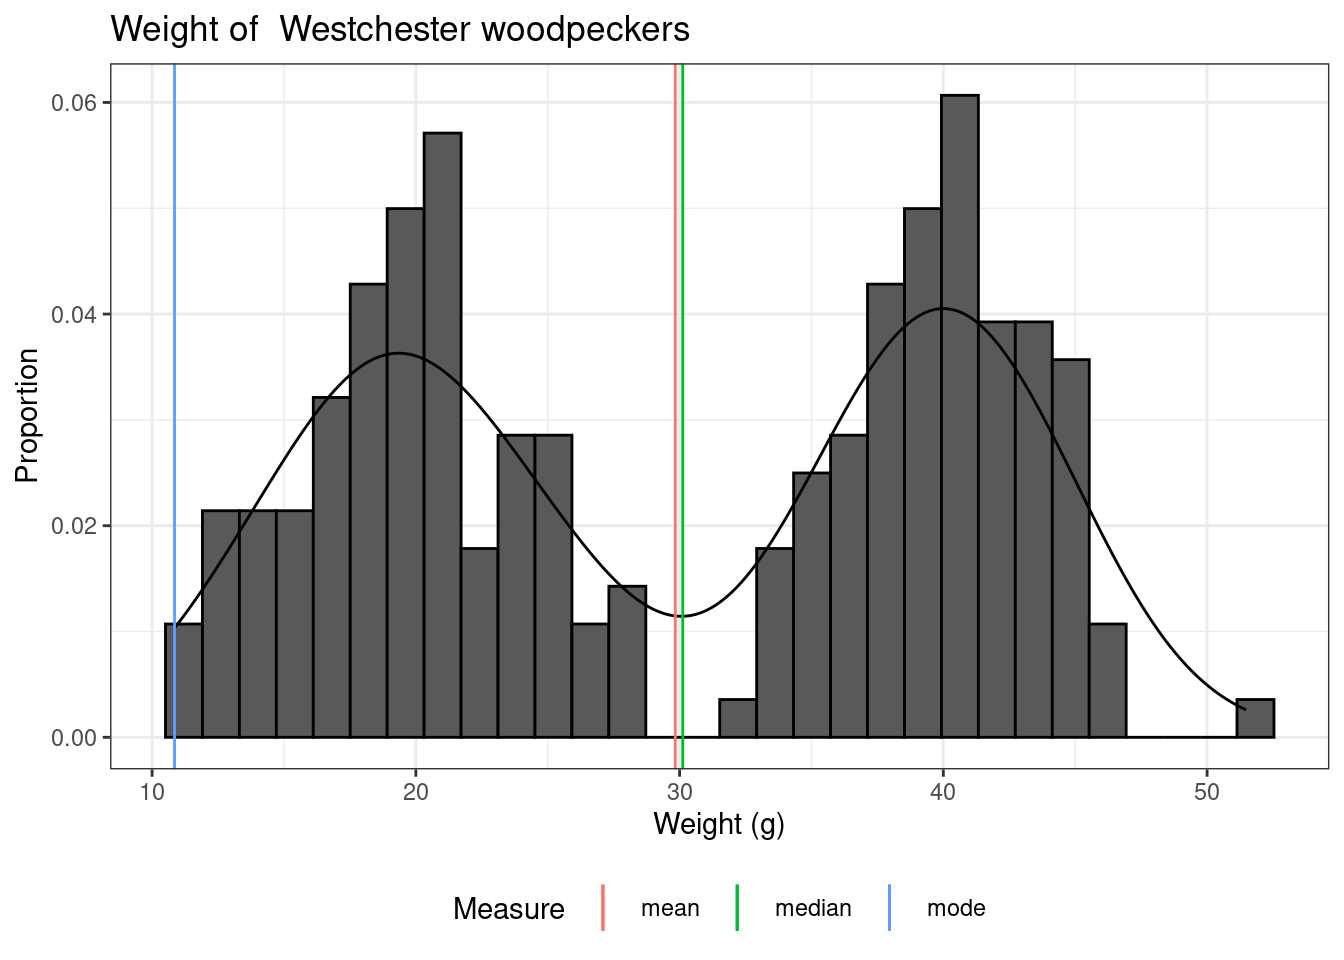 Weight of  Westchester woodpeckers
0.06
0.04
0.02
0.00
Proportion
10 20 30 40 50
Weight (g)
Measure mean median mode